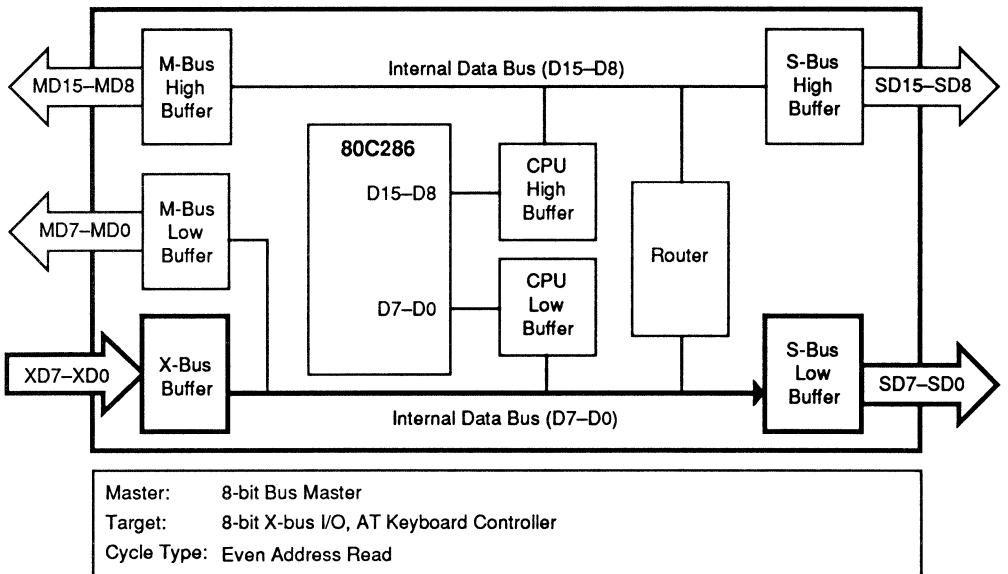 MD15–MD8
M-Bus
High
Buffer
Internal Data Bus (D15–D8)
S-Bus
High
Buffer
SD15–SD8
80C286
D15–D8
CPU
High
Buffer
MD7–MD0
M-Bus
Low
Buffer
Router
D7–D0
CPU
Low
Buffer
XD7–XD0
X-Bus
Buffer
S-Bus
Low
Buffer
SD7–SD0
Internal Data Bus (D7–D0)
Master: 8-bit Bus Master
Target: 8-bit X-bus I/O, AT Keyboard Controller
Cycle Type: Even Address Read